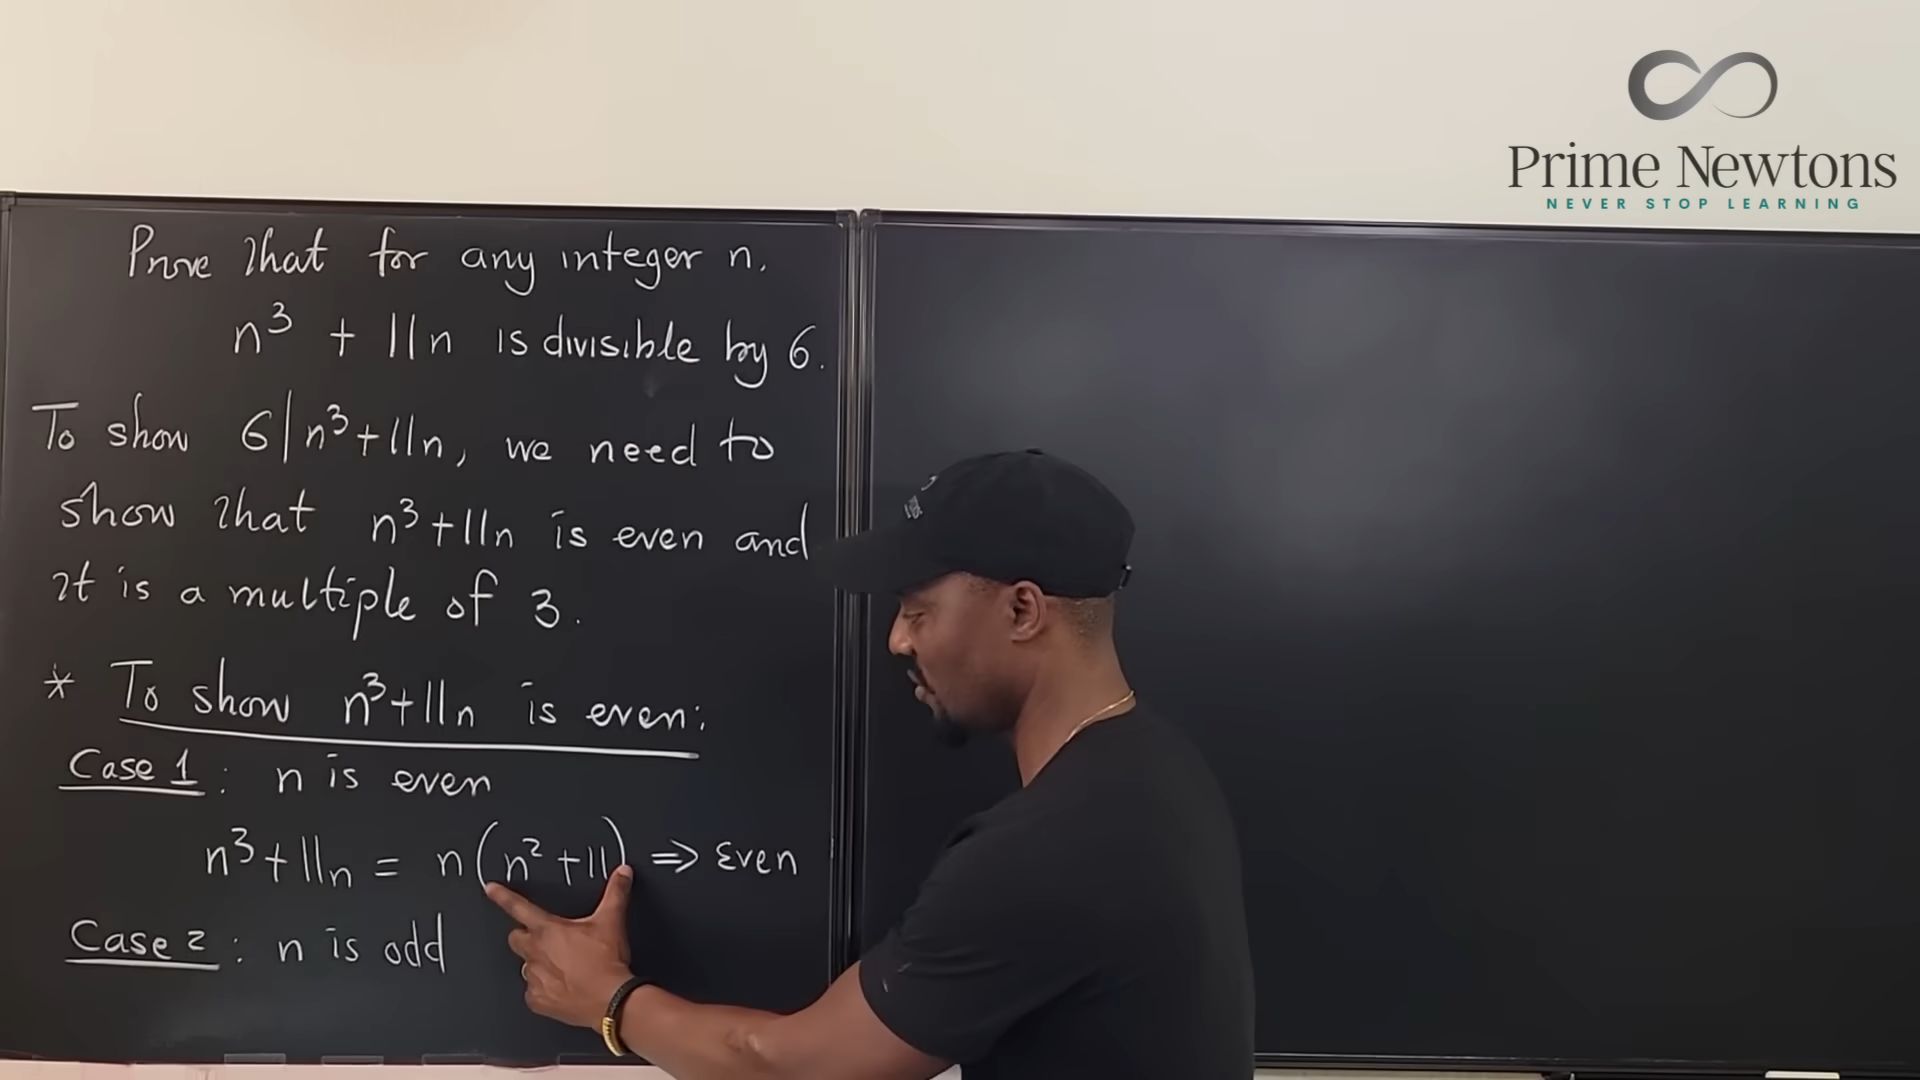 Prime Newtons
NEVER STOP LEARNING
Prove that for any integer n.
n³ + 11n is divisible by 6.
To show 6|n³+11n, we need to
show that n³+11n is even and
it is a multiple of 3.
* To show n³+11n is even:
Case 1 : n is even
n³+11n = n(n²+11) ⇒ Even
Case 2 : n is odd